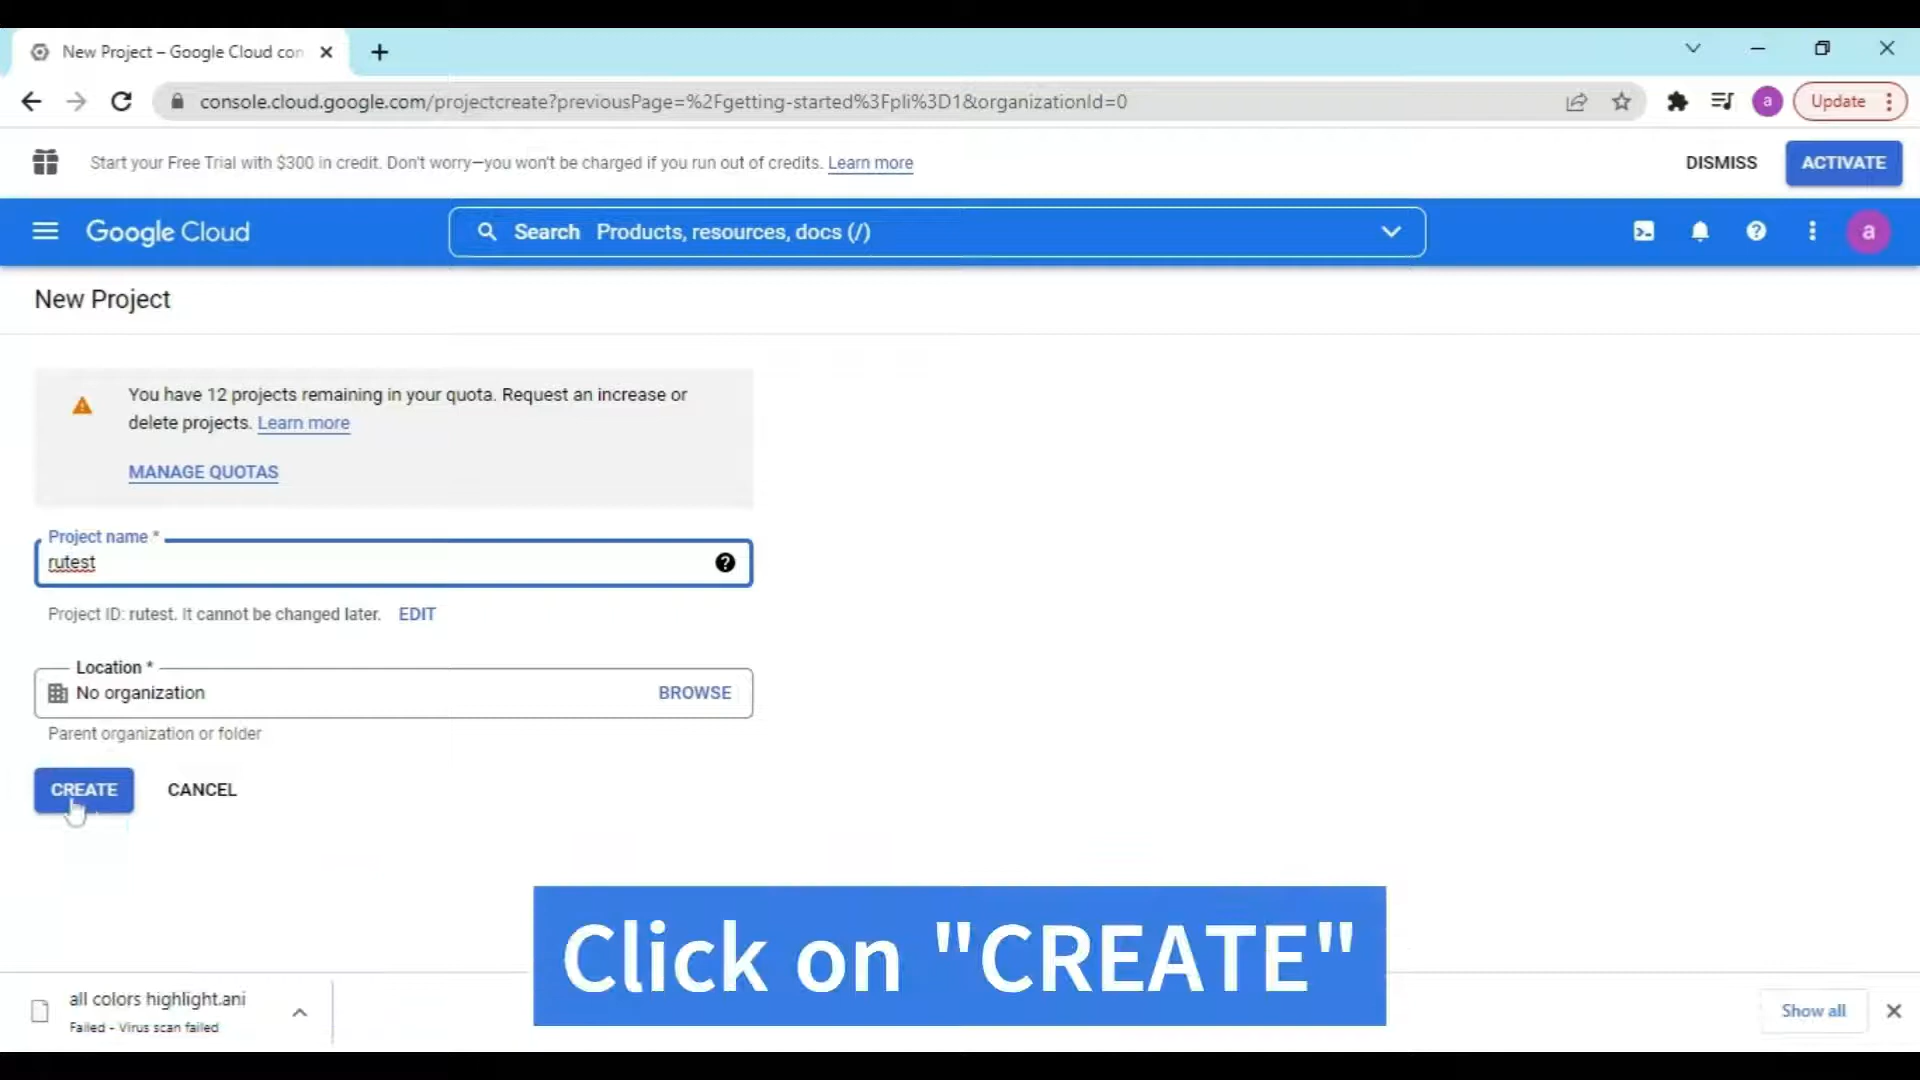 New Project – Google Cloud con
console.cloud.google.com/projectcreate?previousPage=%2Fgetting-started%3Fpli%3D1&organizationId=0
a
Update
Start your Free Trial with $300 in credit. Don't worry—you won't be charged if you run out of credits. Learn more
DISMISS
ACTIVATE
Google Cloud
Search Products, resources, docs (/)
a
New Project
You have 12 projects remaining in your quota. Request an increase or
delete projects. Learn more
MANAGE QUOTAS
Project name *
rutest
Project ID: rutest. It cannot be changed later. EDIT
Location *
No organization
BROWSE
Parent organization or folder
CREATE
CANCEL
Click on "CREATE"
all colors highlight.ani
Failed - Virus scan failed
Show all